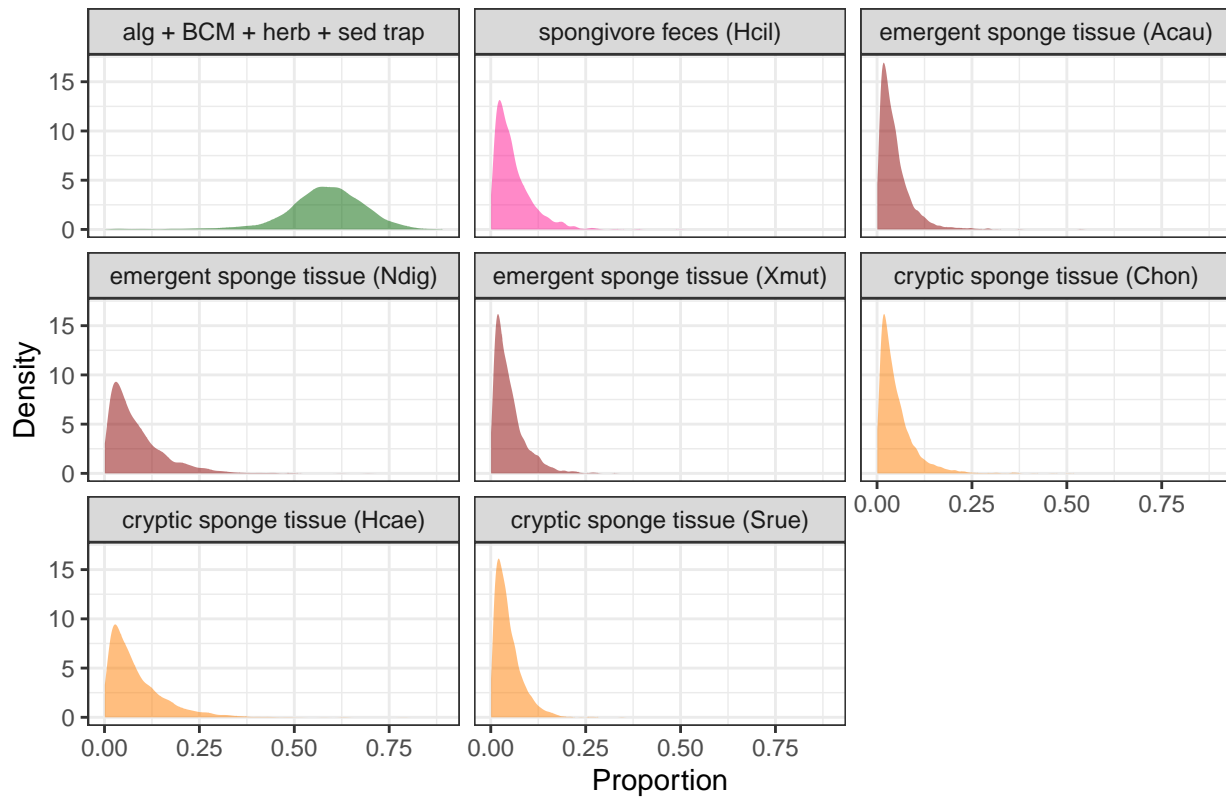 alg + BCM + herb + sed trap
spongivore feces (Hcil)
emergent sponge tissue (Acau)
15
10
5
0
emergent sponge tissue (Ndig)
emergent sponge tissue (Xmut)
cryptic sponge tissue (Chon)
15
10
5
0
0.00 0.25 0.50 0.75
cryptic sponge tissue (Hcae)
cryptic sponge tissue (Srue)
15
10
5
0
0.00 0.25 0.50 0.75
0.00 0.25 0.50 0.75
Density
Proportion